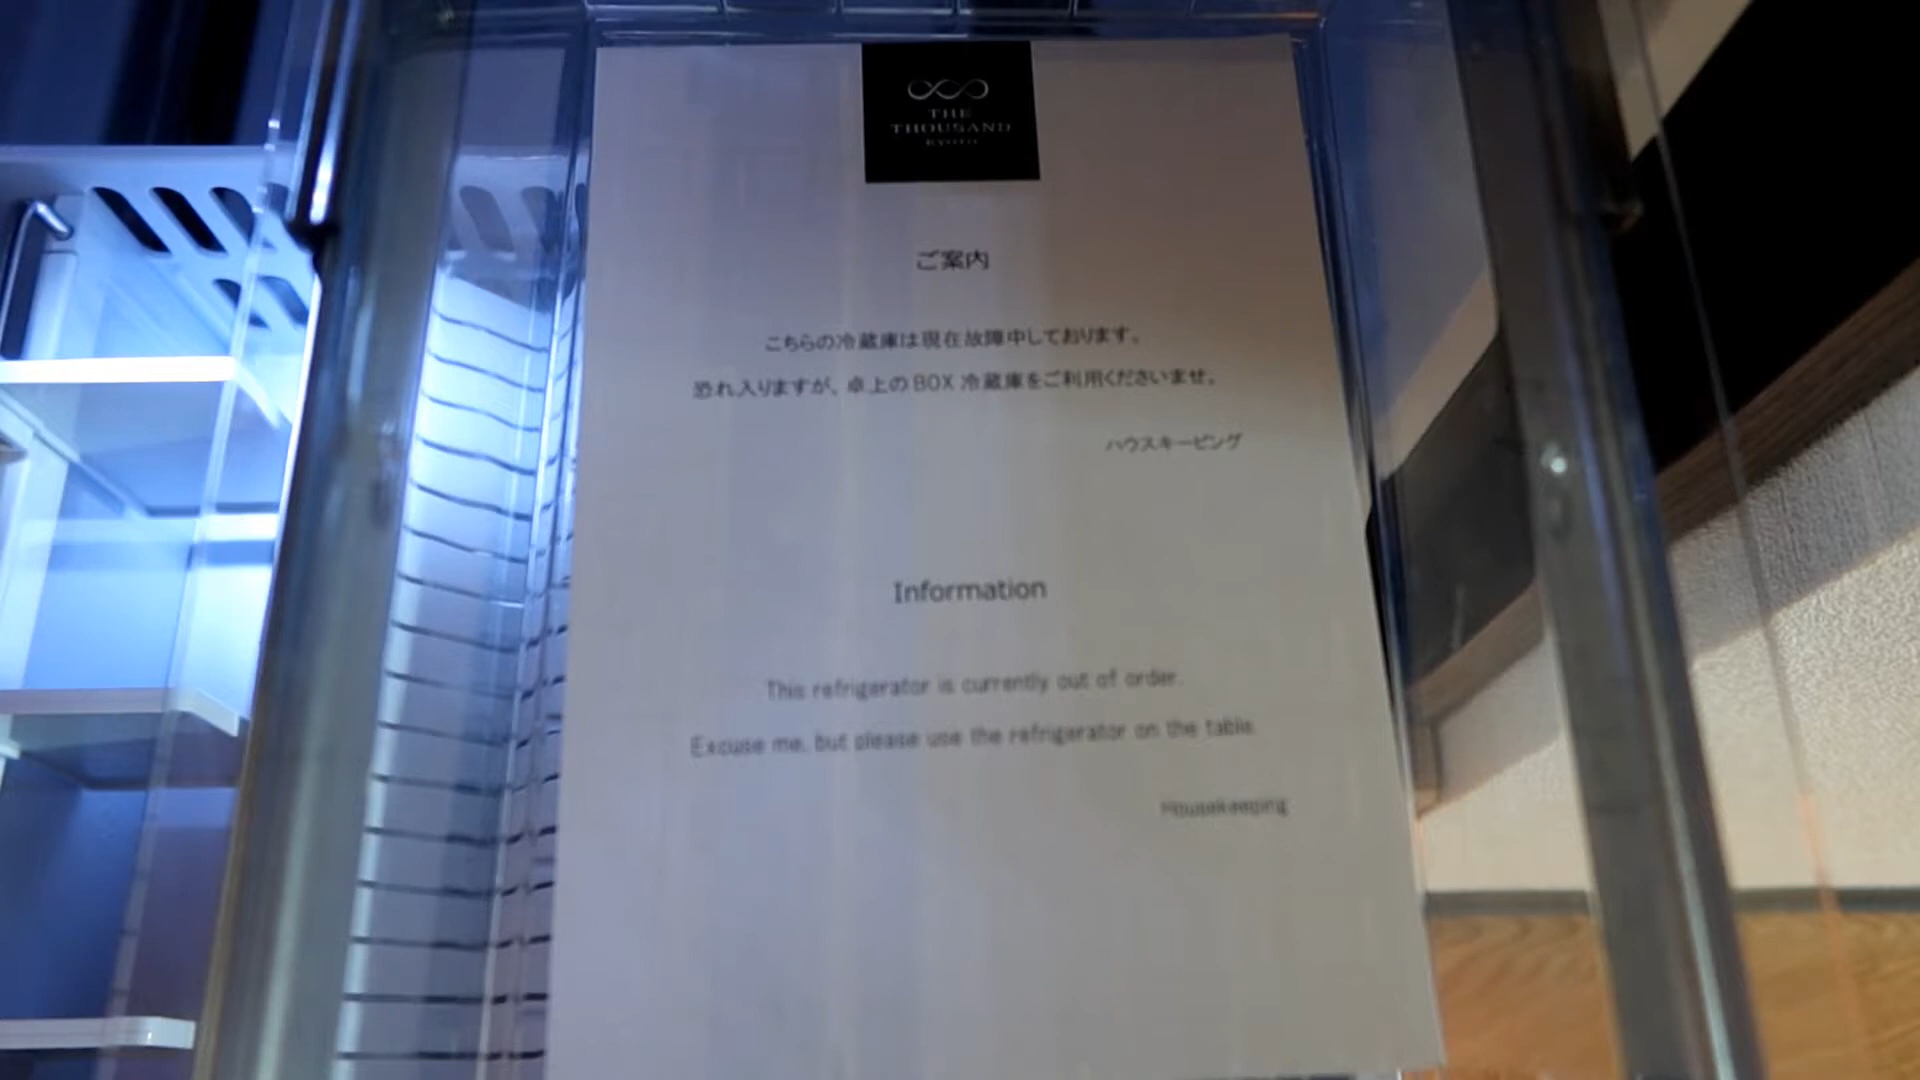 THE
THOUSAND
KYOTO
ご案内
こちらの冷蔵庫は現在故障中しております。
恐れ入りますが、卓上のBOX 冷蔵庫をご利用くださいませ。
ハウスキーピング
Information
This refrigerator is currently out of order.
Excuse me, but please use the refrigerator on the table.
Housekeeping